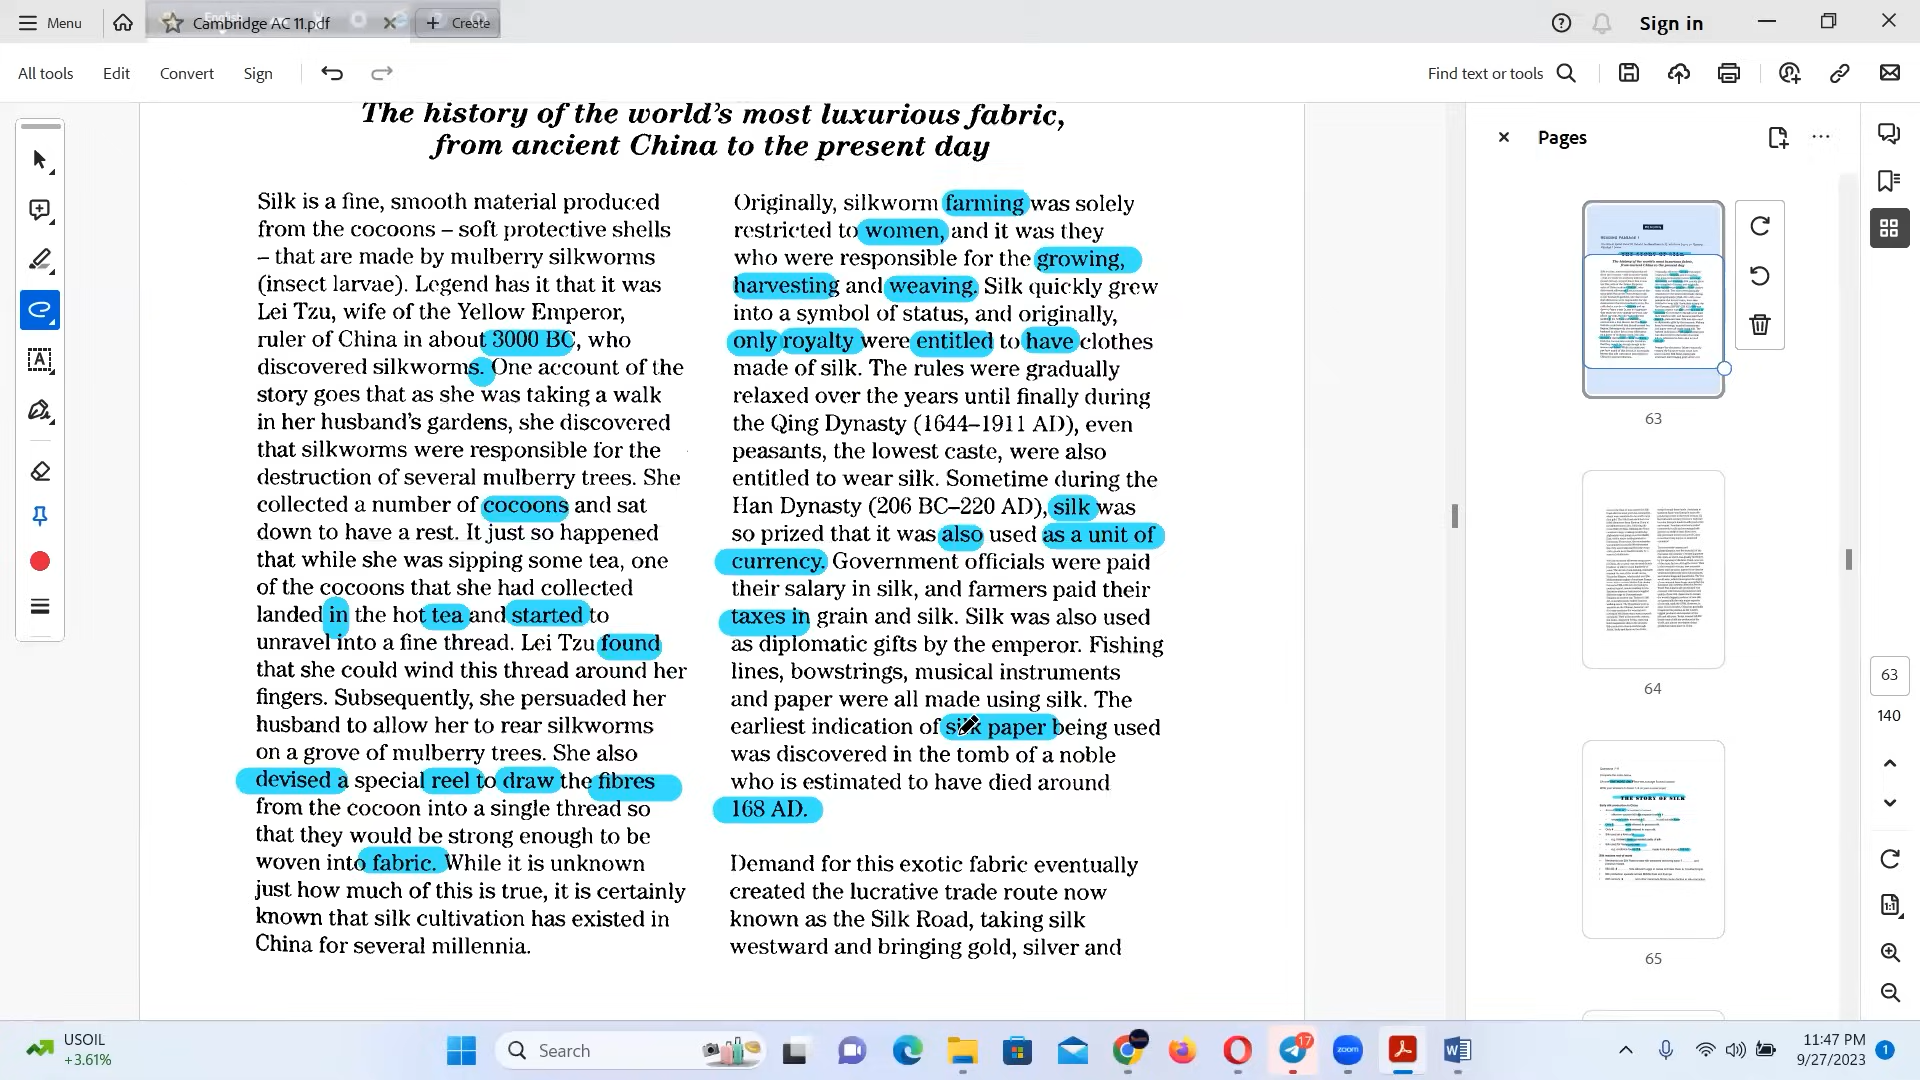 Menu
Cambridge AC 11.pdf
Create
Sign in
All tools
Edit
Convert
Sign
Find text or tools
The history of the world's most luxurious fabric,
from ancient China to the present day
Silk is a fine, smooth material produced
from the cocoons – soft protective shells
– that are made by mulberry silkworms
(insect larvae). Legend has it that it was
Lei Tzu, wife of the Yellow Emperor,
ruler of China in about 3000 BC, who
discovered silkworms. One account of the
story goes that as she was taking a walk
in her husband's gardens, she discovered
that silkworms were responsible for the
destruction of several mulberry trees. She
collected a number of cocoons and sat
down to have a rest. It just so happened
that while she was sipping some tea, one
of the cocoons that she had collected
landed in the hot tea and started to
unravel into a fine thread. Lei Tzu found
that she could wind this thread around her
fingers. Subsequently, she persuaded her
husband to allow her to rear silkworms
on a grove of mulberry trees. She also
devised a special reel to draw the fibres
from the cocoon into a single thread so
that they would be strong enough to be
woven into fabric. While it is unknown
just how much of this is true, it is certainly
known that silk cultivation has existed in
China for several millennia.
Originally, silkworm farming was solely
restricted to women, and it was they
who were responsible for the growing,
harvesting and weaving. Silk quickly grew
into a symbol of status, and originally,
only royalty were entitled to have clothes
made of silk. The rules were gradually
relaxed over the years until finally during
the Qing Dynasty (1644–1911 AD), even
peasants, the lowest caste, were also
entitled to wear silk. Sometime during the
Han Dynasty (206 BC–220 AD), silk was
so prized that it was also used as a unit of
currency. Government officials were paid
their salary in silk, and farmers paid their
taxes in grain and silk. Silk was also used
as diplomatic gifts by the emperor. Fishing
lines, bowstrings, musical instruments
and paper were all made using silk. The
earliest indication of silk paper being used
was discovered in the tomb of a noble
who is estimated to have died around
168 AD.
Demand for this exotic fabric eventually
created the lucrative trade route now
known as the Silk Road, taking silk
westward and bringing gold, silver and
Pages
63
64
THE STORY OF SILK
65
63
140
USOIL
+3.61%
Search
17
zoom
11:47 PM
9/27/2023
1